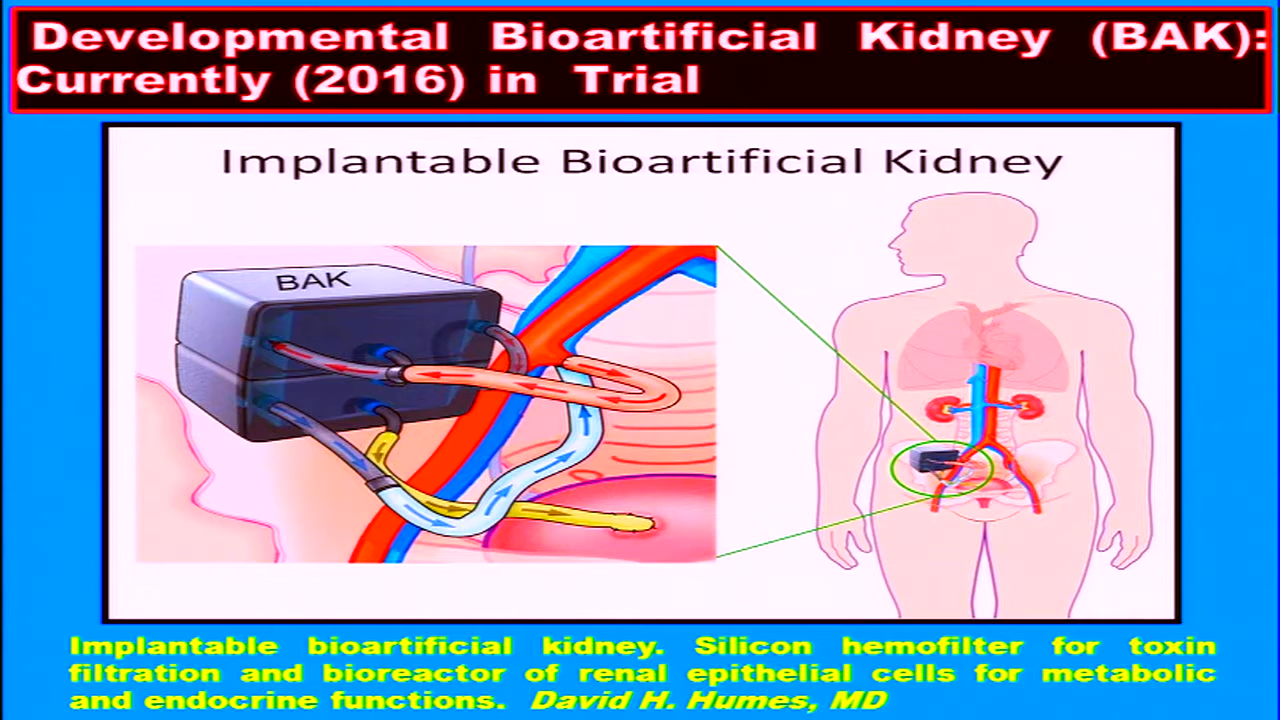 Developmental Bioartificial Kidney (BAK):
Currently (2016) in Trial
Implantable Bioartificial Kidney
BAK
Implantable bioartificial kidney. Silicon hemofilter for toxin
filtration and bioreactor of renal epithelial cells for metabolic
and endocrine functions. David H. Humes, MD